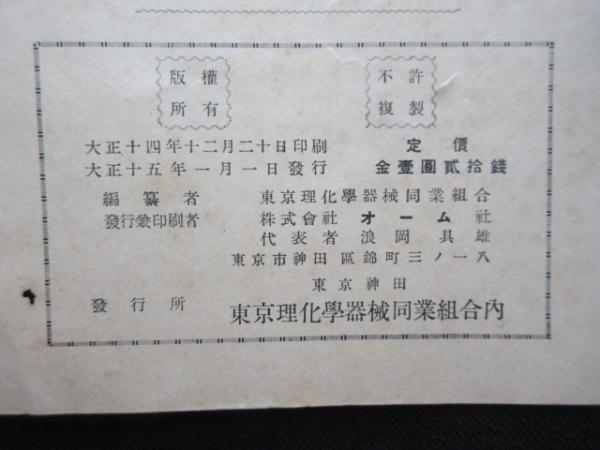 版權所有
不許複製
大正十四年十二月二十日印刷
大正十五年一月一日發行
定價
金壹圓貳拾錢
編纂者 東京理化學器械同業組合
發行兼印刷者 株式會社オーム社
代表者 浪岡具雄
東京市神田區錦町三ノ一八
東京神田
發行所 東京理化學器械同業組合內